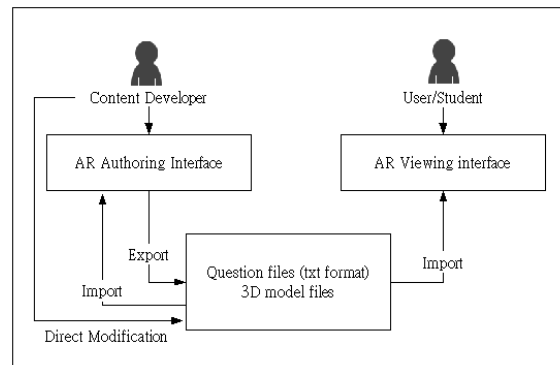 Content Developer
User/Student
AR Authoring Interface
AR Viewing interface
Export
Import
Question files (txt format)
3D model files
Import
Direct Modification